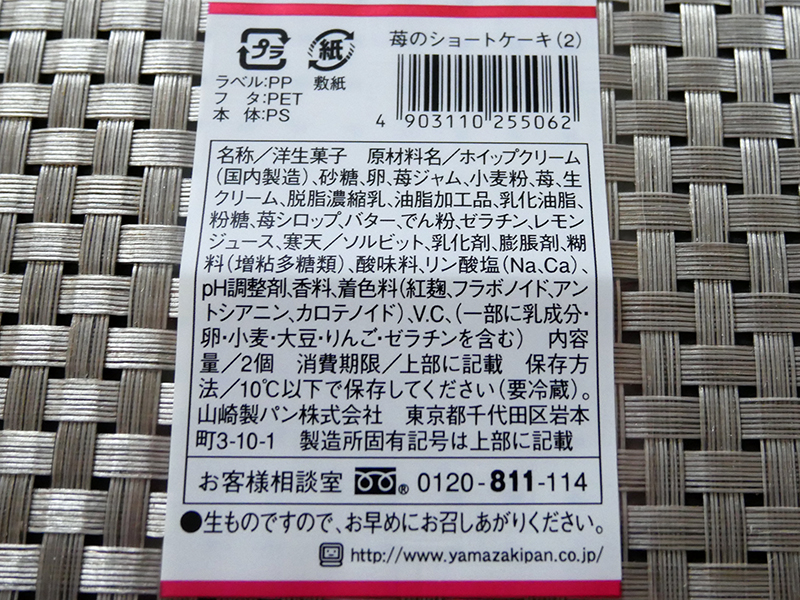 苺のショートケーキ(2)
プラ 紙
ラベル:PP 敷紙
フタ:PET
本体:PS
4 903110 255062
名称/洋生菓子 原材料名/ホイップクリーム
(国内製造)、砂糖、卵、苺ジャム、小麦粉、苺、生
クリーム、脱脂濃縮乳、油脂加工品、乳化油脂、
粉糖、苺シロップ、バター、でん粉、ゼラチン、レモン
ジュース、寒天/ソルビット、乳化剤、膨脹剤、糊
料(増粘多糖類)、酸味料、リン酸塩(Na、Ca)、
pH調整剤、香料、着色料(紅麹、フラボノイド、アン
トシアニン、カロテノイド)、V.C、(一部に乳成分・
卵・小麦・大豆・りんご・ゼラチンを含む) 内容
量/2個 消費期限/上部に記載 保存方
法/10℃以下で保存してください(要冷蔵)。
山崎製パン株式会社 東京都千代田区岩本
町3-10-1 製造所固有記号は上部に記載
お客様相談室 ® 0120-811-114
●生ものですので、お早めにお召しあがりください。
http://www.yamazakipan.co.jp/